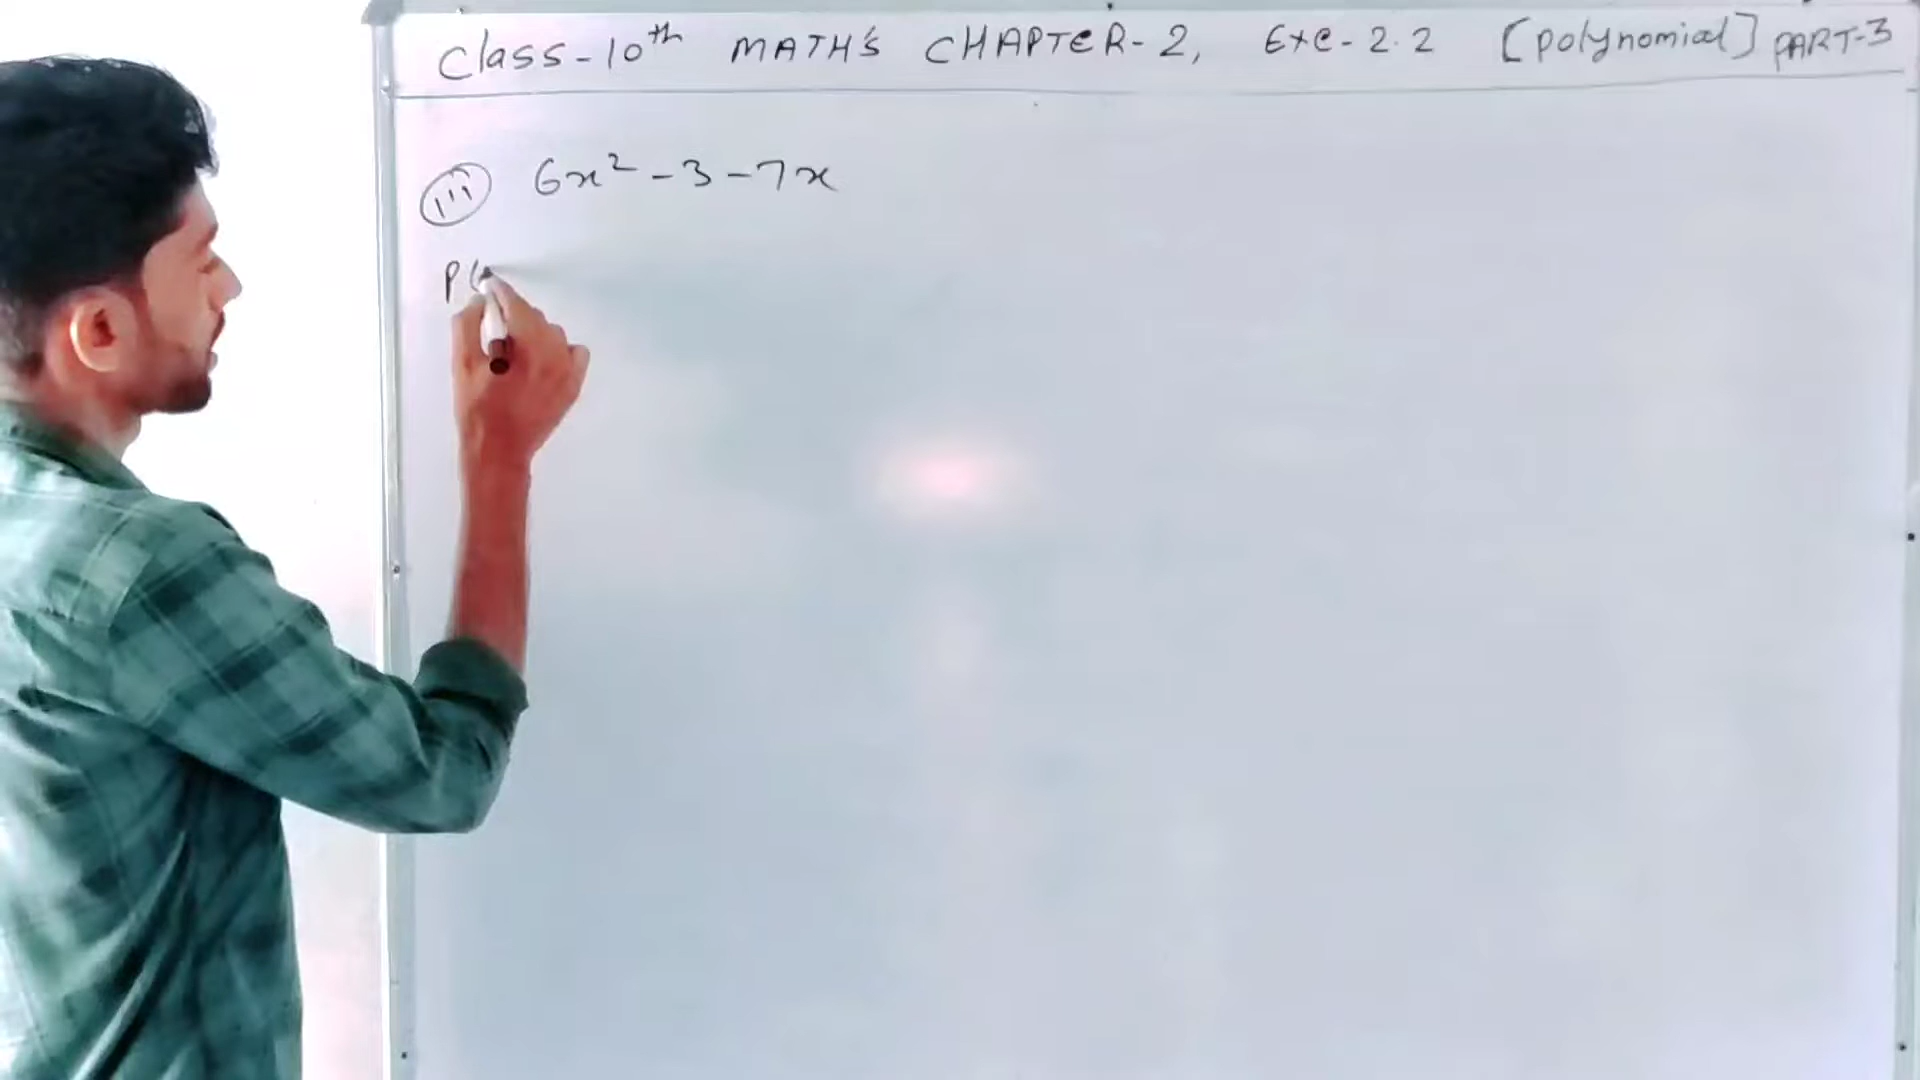 Class-10th MATH'S CHAPTER-2, Exe-2.2 [polynomial] PART-3
(iii) 6x² -3 -7x
P(